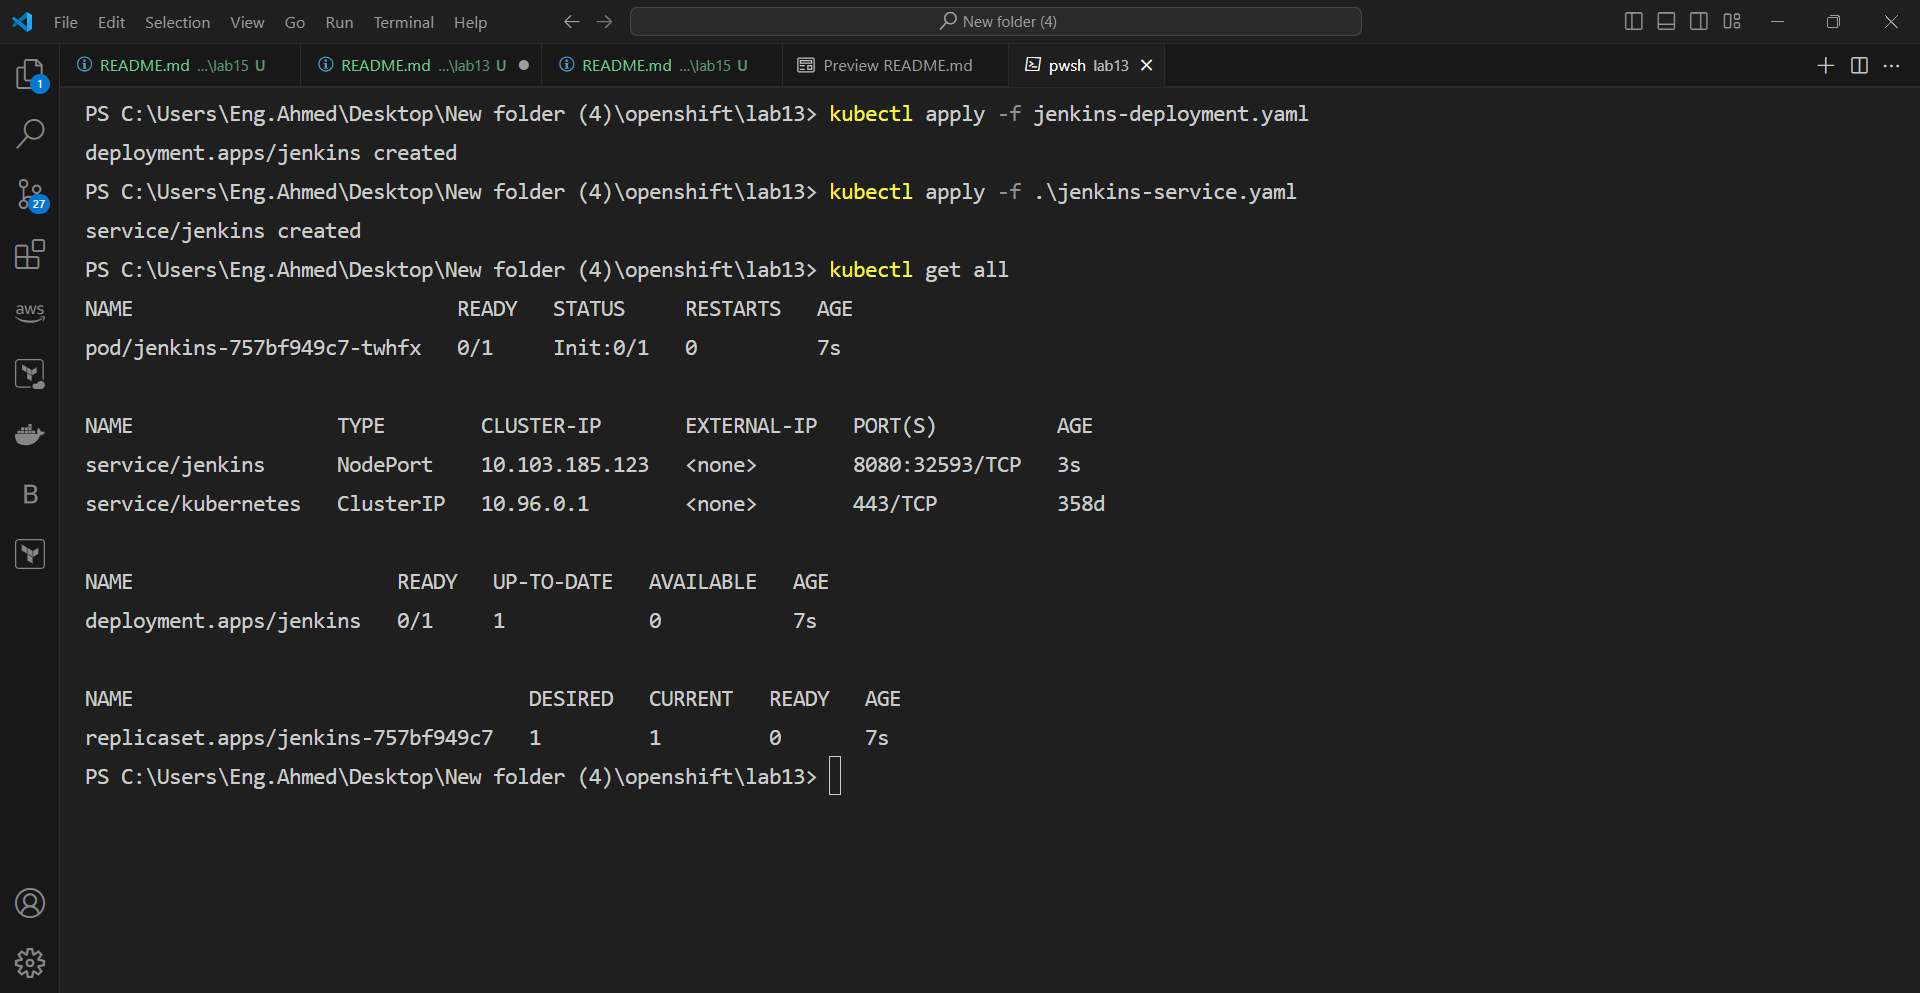 File Edit Selection View Go Run Terminal Help New folder (4)
README.md ...\lab15 U README.md ...\lab13 U README.md ...\lab15 U Preview README.md pwsh lab13
1
27
aws
B
PS C:\Users\Eng.Ahmed\Desktop\New folder (4)\openshift\lab13> kubectl apply -f jenkins-deployment.yaml
deployment.apps/jenkins created
PS C:\Users\Eng.Ahmed\Desktop\New folder (4)\openshift\lab13> kubectl apply -f .\jenkins-service.yaml
service/jenkins created
PS C:\Users\Eng.Ahmed\Desktop\New folder (4)\openshift\lab13> kubectl get all
NAME READY STATUS RESTARTS AGE
pod/jenkins-757bf949c7-twhfx 0/1 Init:0/1 0 7s
NAME TYPE CLUSTER-IP EXTERNAL-IP PORT(S) AGE
service/jenkins NodePort 10.103.185.123 <none> 8080:32593/TCP 3s
service/kubernetes ClusterIP 10.96.0.1 <none> 443/TCP 358d
NAME READY UP-TO-DATE AVAILABLE AGE
deployment.apps/jenkins 0/1 1 0 7s
NAME DESIRED CURRENT READY AGE
replicaset.apps/jenkins-757bf949c7 1 1 0 7s
PS C:\Users\Eng.Ahmed\Desktop\New folder (4)\openshift\lab13>